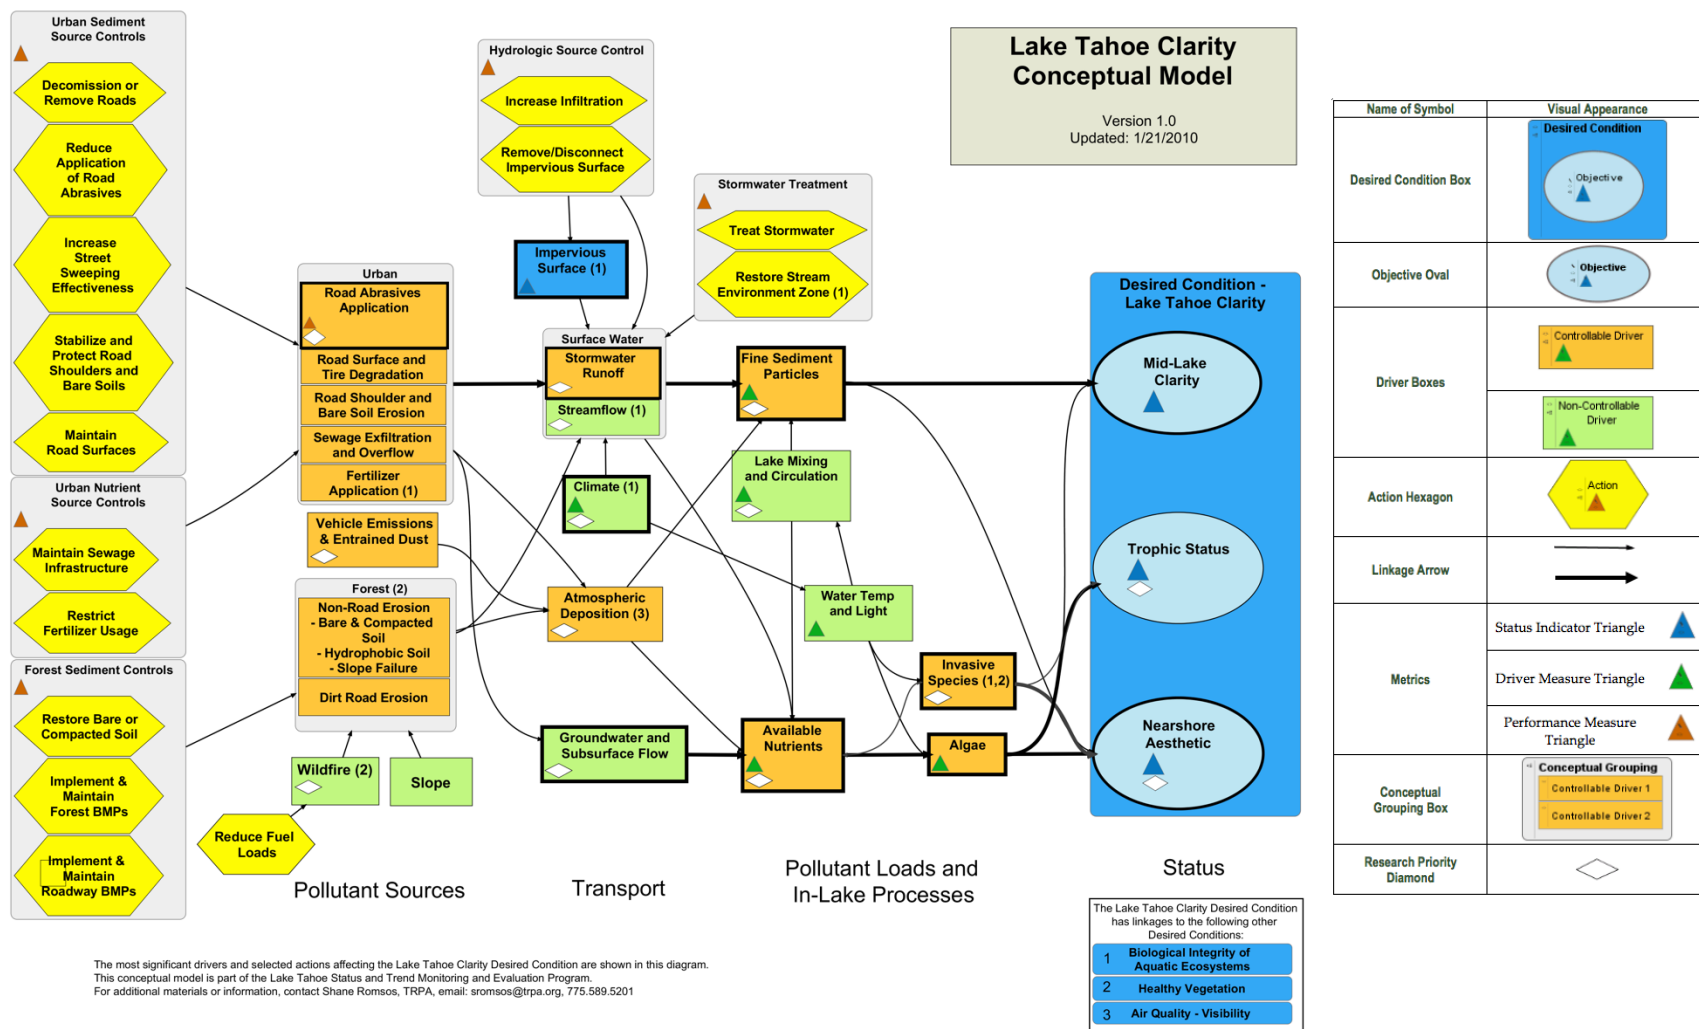 Urban Sediment
Source Controls
Decomission or
Remove Roads
Reduce
Application
of Road
Abrasives
Increase
Street
Sweeping
Effectiveness
Stabilize and
Protect Road
Shoulders and
Bare Soils
Maintain
Road Surfaces
Urban Nutrient
Source Controls
Maintain Sewage
Infrastructure
Restrict
Fertilizer Usage
Forest Sediment Controls
Restore Bare or
Compacted Soil
Implement &
Maintain
Forest BMPs
Implement &
Maintain
Roadway BMPs
Hydrologic Source Control
Increase Infiltration
Remove/Disconnect
Impervious Surface
Stormwater Treatment
Treat Stormwater
Restore Stream
Environment Zone (1)
Impervious
Surface (1)
Urban
Road Abrasives
Application
Road Surface and
Tire Degradation
Road Shoulder and
Bare Soil Erosion
Sewage Exfiltration
and Overflow
Fertilizer
Application (1)
Vehicle Emissions
& Entrained Dust
Forest (2)
Non-Road Erosion
- Bare & Compacted
Soil
- Hydrophobic Soil
- Slope Failure
Dirt Road Erosion
Wildfire (2)
Slope
Reduce Fuel
Loads
Pollutant Sources
Surface Water
Stormwater
Runoff
Streamflow (1)
Climate (1)
Atmospheric
Deposition (3)
Groundwater and
Subsurface Flow
Transport
Fine Sediment
Particles
Lake Mixing
and Circulation
Water Temp
and Light
Invasive
Species (1,2)
Available
Nutrients
Algae
Pollutant Loads and
In-Lake Processes
Lake Tahoe Clarity
Conceptual Model
Version 1.0
Updated: 1/21/2010
Desired Condition -
Lake Tahoe Clarity
Mid-Lake
Clarity
Trophic Status
Nearshore
Aesthetic
Status
The Lake Tahoe Clarity Desired Condition
has linkages to the following other
Desired Conditions:
1 Biological Integrity of
Aquatic Ecosystems
2 Healthy Vegetation
3 Air Quality - Visibility
Name of Symbol Visual Appearance
Desired Condition Box
Desired Condition
Objective
Objective Oval
Objective
Driver Boxes
Controllable Driver
Non-Controllable
Driver
Action Hexagon
Action
Linkage Arrow
Metrics
Status Indicator Triangle
Driver Measure Triangle
Performance Measure
Triangle
Conceptual
Grouping Box
Conceptual Grouping
Controllable Driver 1
Controllable Driver 2
Research Priority
Diamond
The most significant drivers and selected actions affecting the Lake Tahoe Clarity Desired Condition are shown in this diagram.
This conceptual model is part of the Lake Tahoe Status and Trend Monitoring and Evaluation Program.
For additional materials or information, contact Shane Romsos, TRPA, email: sromsos@trpa.org, 775.589.5201